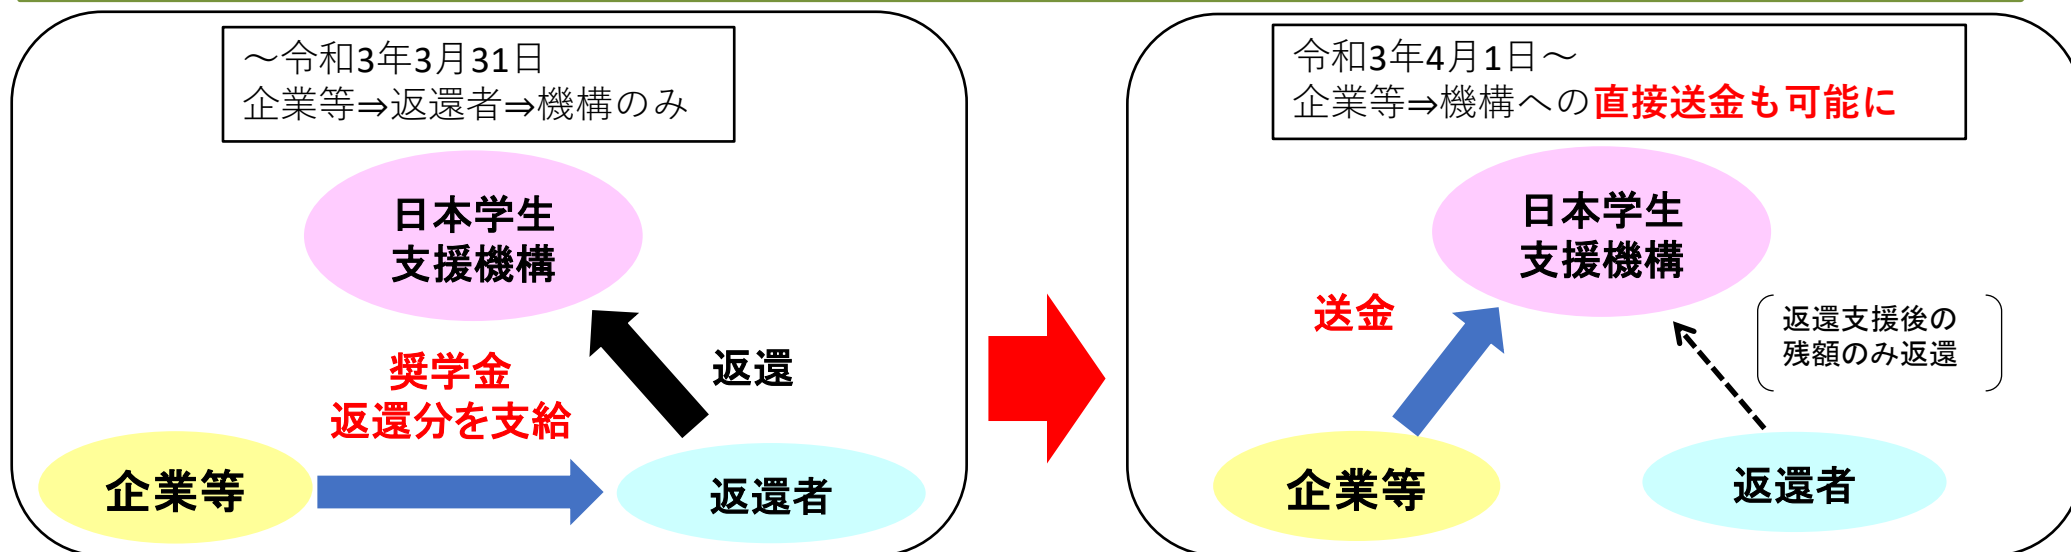 ～令和3年3月31日
企業等⇒返還者⇒機構のみ
日本学生
支援機構
奨学金
返還分を支給
返還
企業等
返還者
令和3年4月1日～
企業等⇒機構への直接送金も可能に
日本学生
支援機構
送金
返還支援後の
残額のみ返還
企業等
返還者